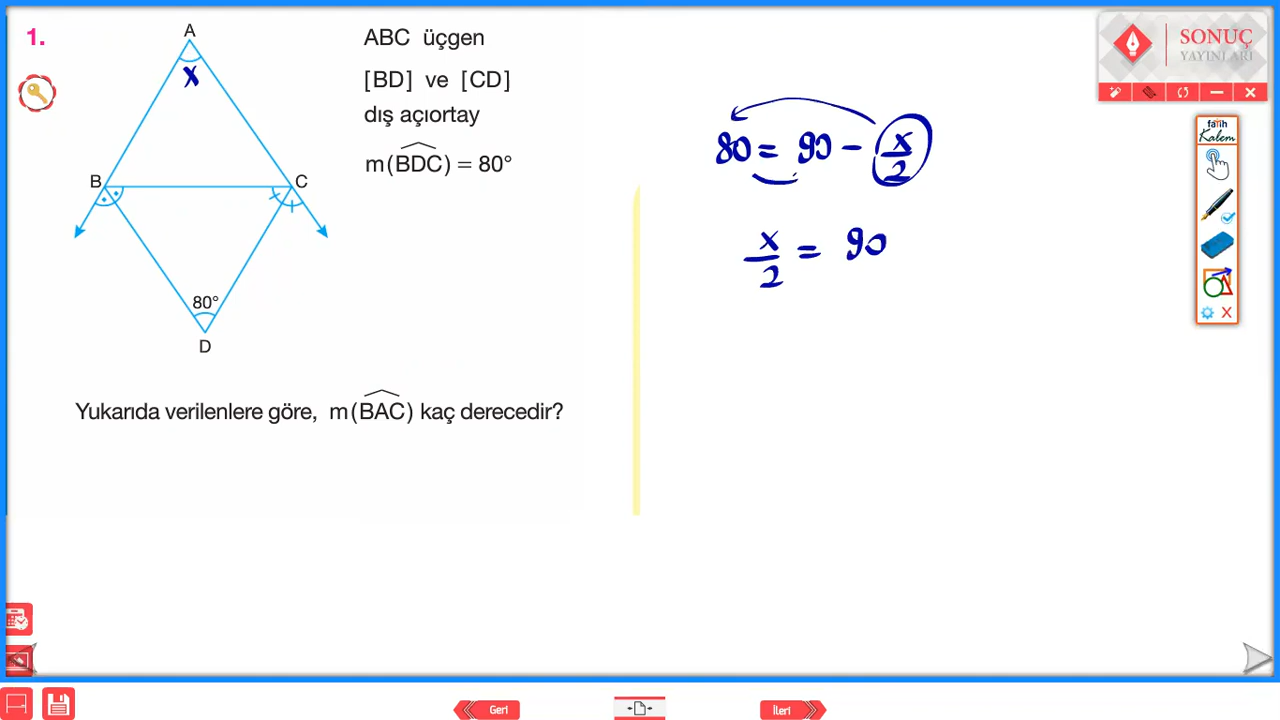 1.
A
x
B
C
80°
D
ABC üçgen
[BD] ve [CD]
dış açıortay
m(BDC) = 80°
Yukarıda verilenlere göre, m(BAC) kaç derecedir?
80 = 90 - x/2
x/2 = 90
SONUÇ
YAYINLARI
fatih
Kalem
Geri
İleri